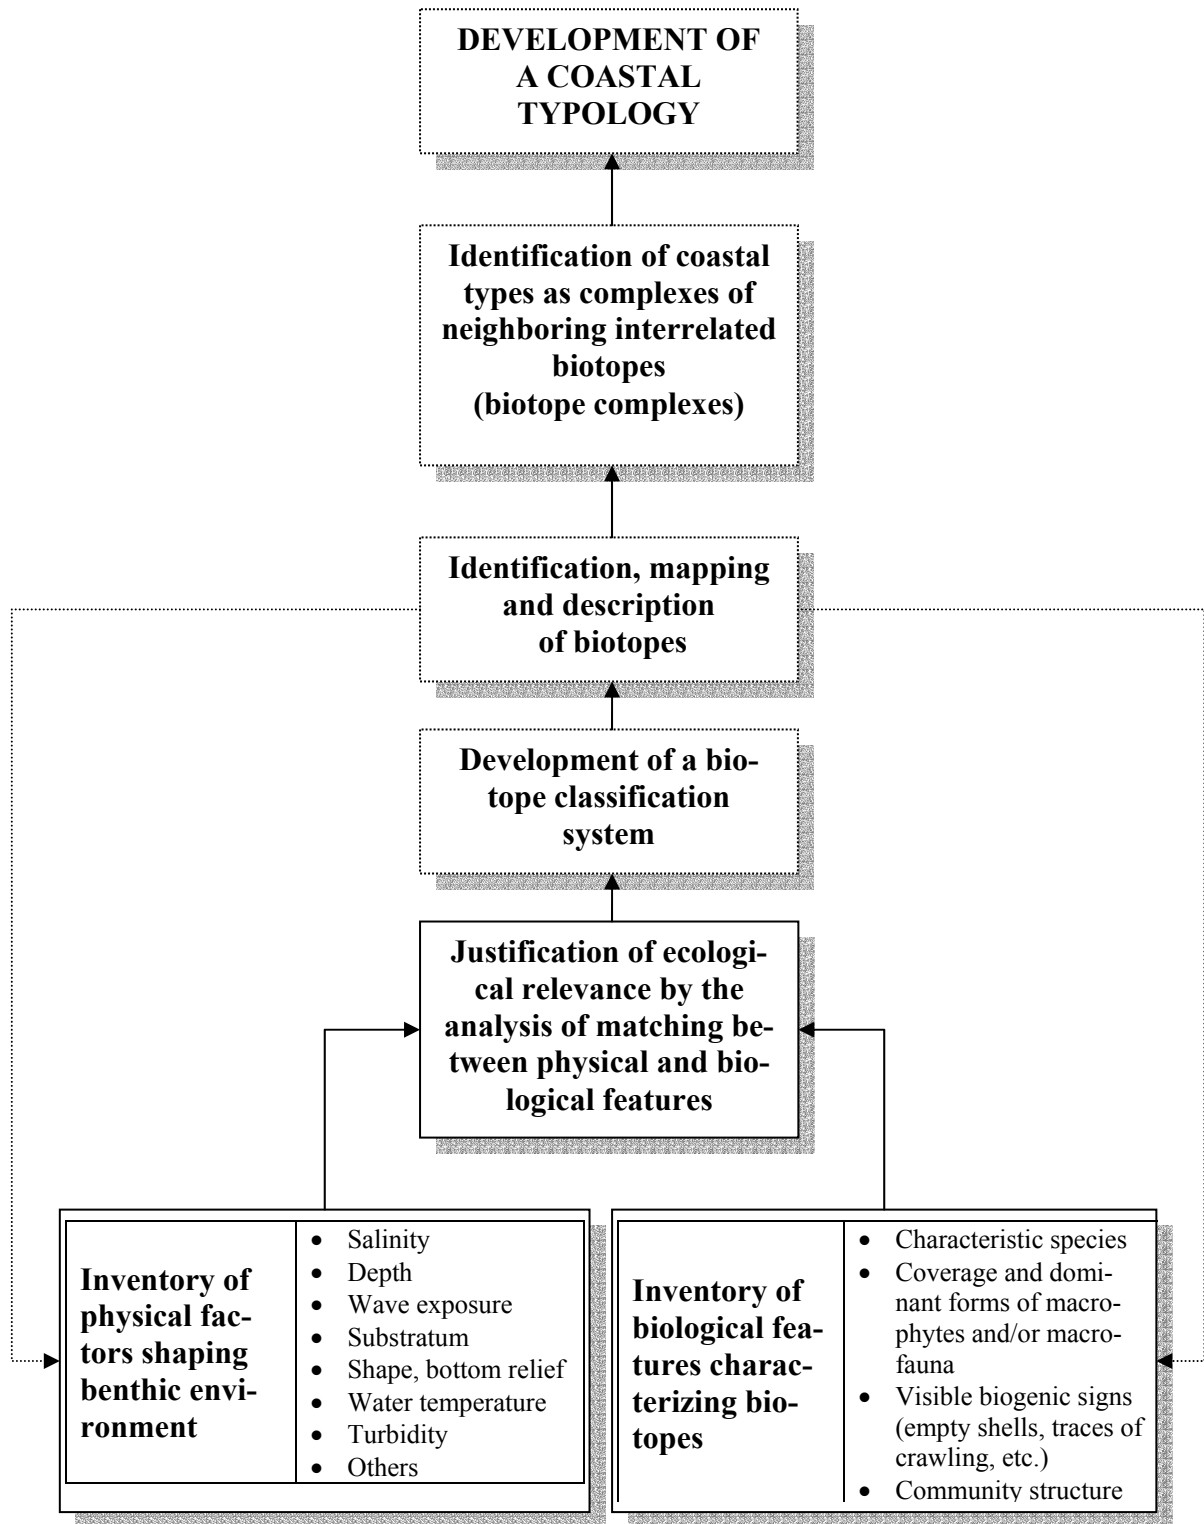 DEVELOPMENT OF
A COASTAL
TYPOLOGY
Identification of coastal
types as complexes of
neighboring interrelated
biotopes
(biotope complexes)
Identification, mapping
and description
of biotopes
Development of a bio-
tope classification
system
Justification of ecologi-
cal relevance by the
analysis of matching be-
tween physical and bio-
logical features
Inventory of
physical fac-
tors shaping
benthic envi-
ronment
• Salinity
• Depth
• Wave exposure
• Substratum
• Shape, bottom relief
• Water temperature
• Turbidity
• Others
Inventory of
biological fea-
tures charac-
terizing bio-
topes
• Characteristic species
• Coverage and domi-
nant forms of macro-
phytes and/or macro-
fauna
• Visible biogenic signs
(empty shells, traces of
crawling, etc.)
• Community structure